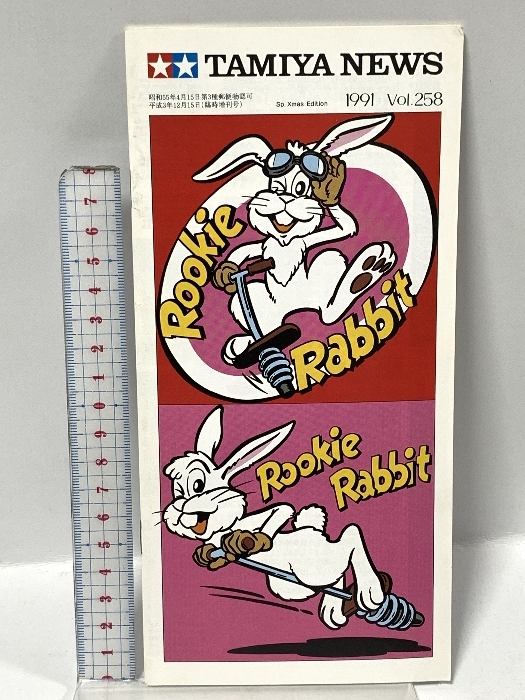 TAMIYA NEWS
昭和55年4月15日第3種郵便物認可
平成3年12月15日(臨時増刊号)
Sp. Xmas Edition
1991 Vol.258
Rookie
Rabbit
Rookie
Rabbit